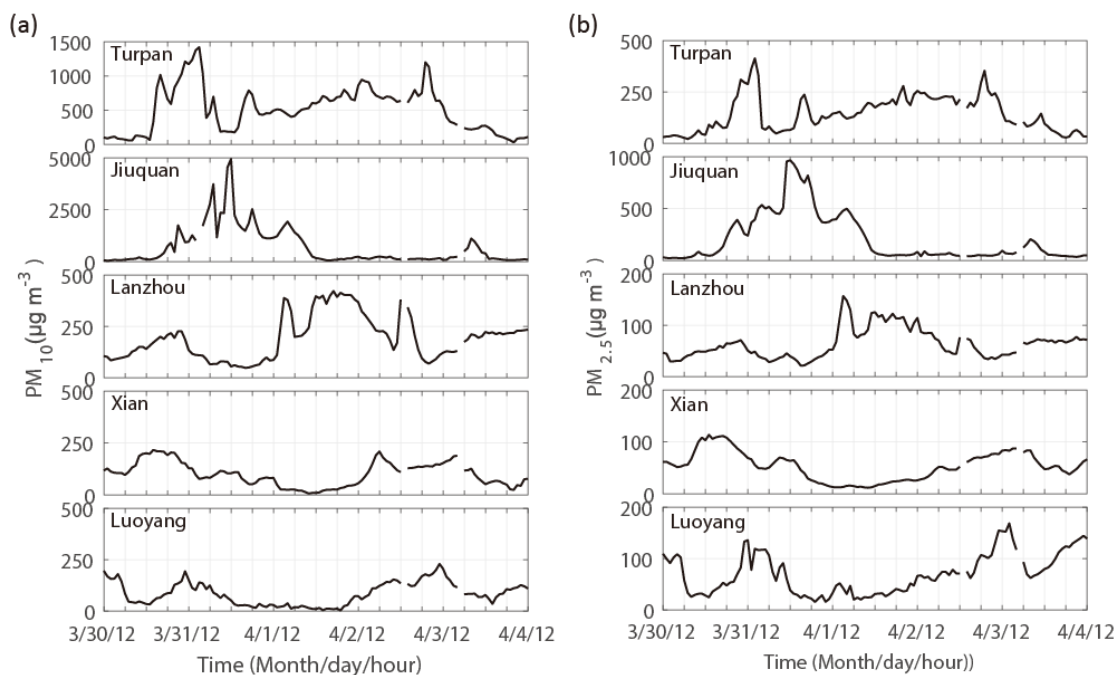 (a)
PM10(µg m-3)
1500
1000
500
0
Turpan
5000
2500
0
Jiuquan
500
250
0
Lanzhou
500
250
0
Xian
500
250
0
Luoyang
3/30/12 3/31/12 4/1/12 4/2/12 4/3/12 4/4/12
Time (Month/day/hour)
(b)
PM2.5(µg m-3)
500
250
0
Turpan
1000
500
0
Jiuquan
200
100
0
Lanzhou
200
100
0
Xian
200
100
0
Luoyang
3/30/12 3/31/12 4/1/12 4/2/12 4/3/12 4/4/12
Time (Month/day/hour))